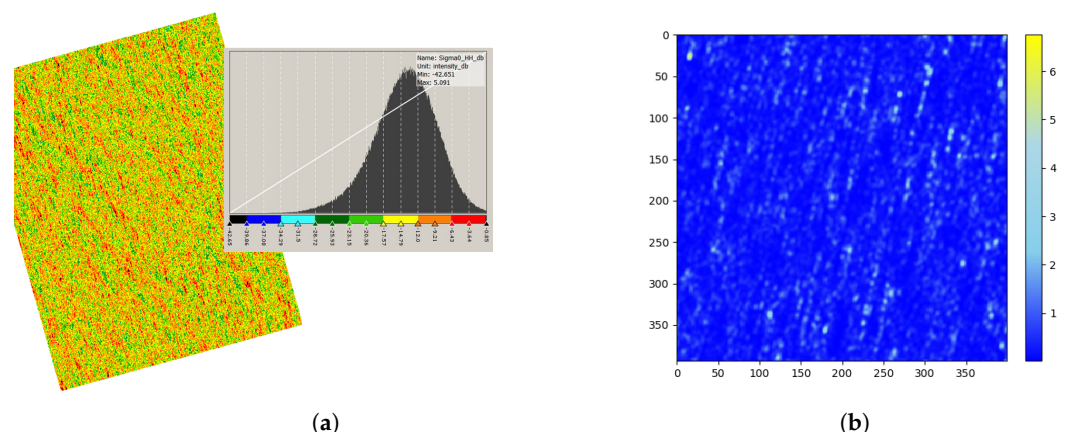 Name: Sigma0_HH_db
Unit: intensity_db
Min: -42.651
Max: 5.091
-42.65 -39.86 -37.08 -34.29 -31.5 -28.72 -25.93 -23.15 -20.36 -17.57 -14.79 -12.0 -9.21 -6.43 -3.64 -0.85
0
50
100
150
200
250
300
350
0 50 100 150 200 250 300 350
6
5
4
3
2
1
(a) (b)